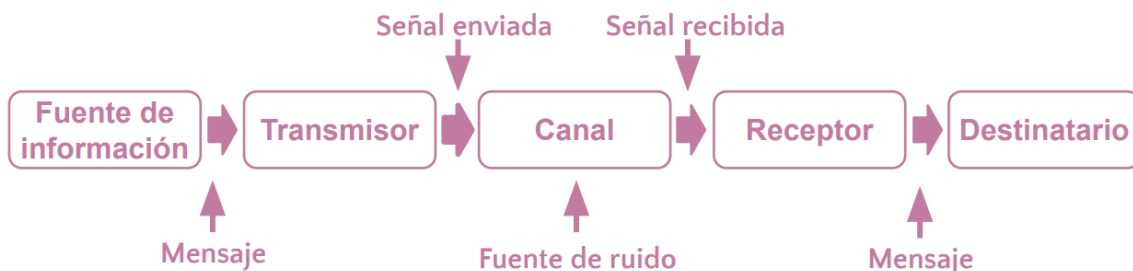 Señal enviada
Señal recibida
Fuente de
información
Transmisor
Canal
Receptor
Destinatario
Mensaje
Fuente de ruido
Mensaje